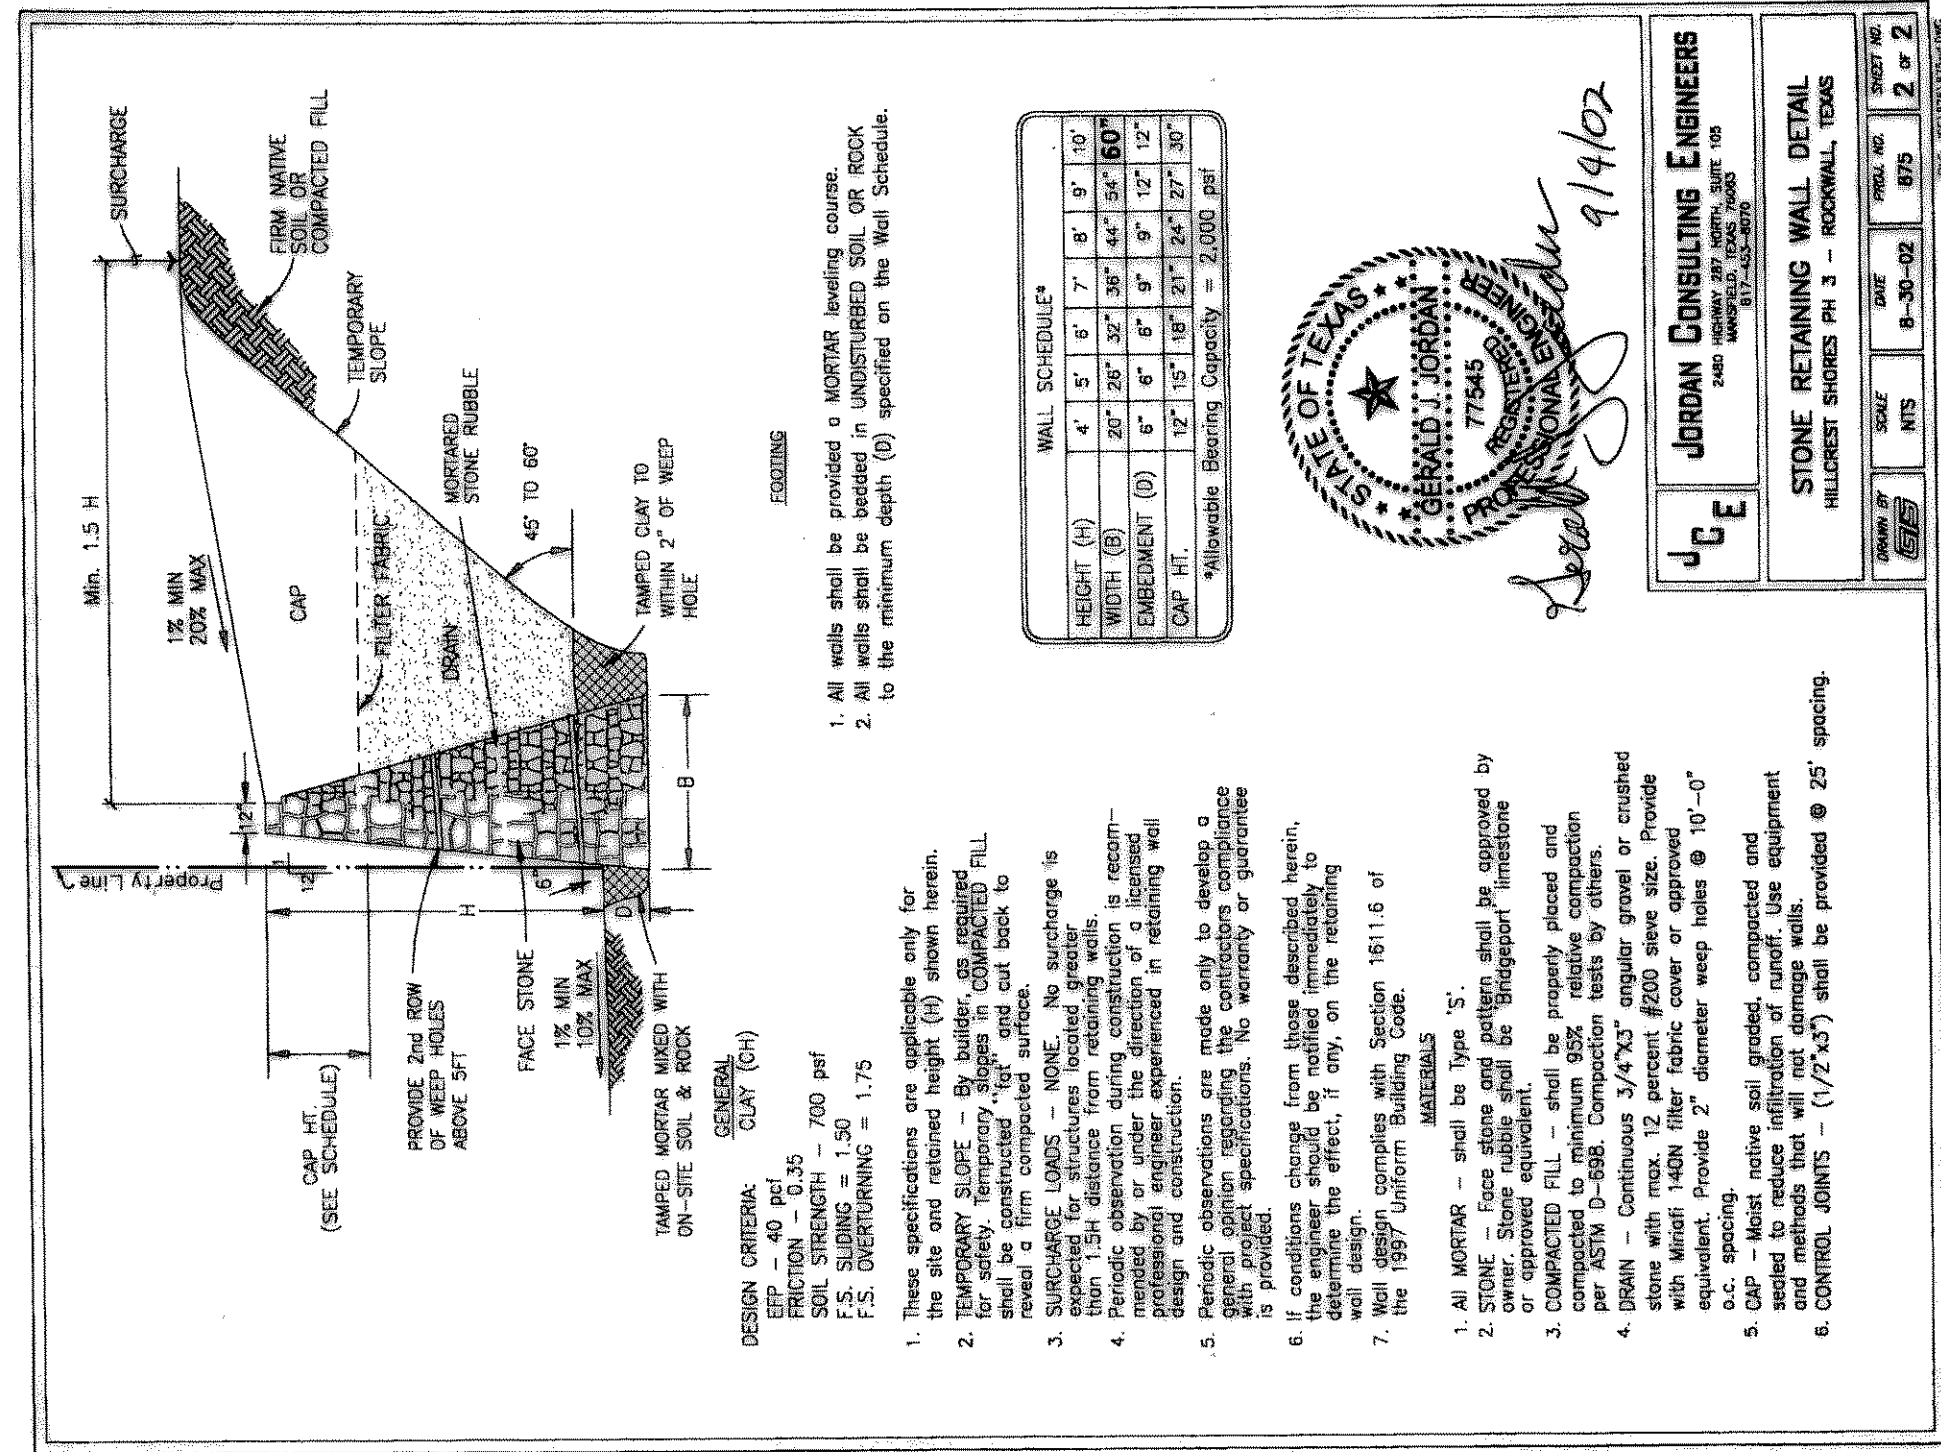 SURCHARGE
Min. 1.5 H
FIRM NATIVE
SOIL OR
COMPACTED FILL
1% MIN
20% MAX
CAP
TEMPORARY
SLOPE
12"
FILTER FABRIC
DRAIN
MORTARED
STONE RUBBLE
45° TO 60°
TAMPED CLAY TO
WITHIN 2" OF WEEP
HOLE
Property Line
12
1
H
6"
D
B
CAP HT.
(SEE SCHEDULE)
PROVIDE 2nd ROW
OF WEEP HOLES
ABOVE 5FT
FACE STONE
1% MIN
10% MAX
TAMPED MORTAR MIXED WITH
ON-SITE SOIL & ROCK
GENERAL
DESIGN CRITERIA: CLAY (CH)
EFP - 40 pcf
FRICTION - 0.35
SOIL STRENGTH - 700 psf
F.S. SLIDING = 1.50
F.S. OVERTURNING = 1.75
1. These specifications are applicable only for
the site and retained height (H) shown herein.
2. TEMPORARY SLOPE - By builder, as required
for safety. Temporary slopes in COMPACTED FILL
shall be constructed "fat" and cut back to
reveal a firm compacted surface.
3. SURCHARGE LOADS - NONE. No surcharge is
expected for structures located greater
than 1.5H distance from retaining walls.
4. Periodic observation during construction is recom-
mended by or under the direction of a licensed
professional engineer experienced in retaining wall
design and construction.
5. Periodic observations are made only to develop a
general opinion regarding the contractors compliance
with project specifications. No warranty or guarantee
is provided.
6. If conditions change from those described herein,
the engineer should be notified immediately to
determine the effect, if any, on the retaining
wall design.
7. Wall design complies with Section 1611.6 of
the 1997 Uniform Building Code.
MATERIALS
1. All MORTAR - shall be Type 'S'.
2. STONE - Face stone and pattern shall be approved by
owner. Stone rubble shall be Bridgeport limestone
or approved equivalent.
3. COMPACTED FILL - shall be properly placed and
compacted to minimum 95% relative compaction
per ASTM D-698. Compaction tests by others.
4. DRAIN - Continuous 3/4"X3" angular gravel or crushed
stone with max. 12 percent #200 sieve size. Provide
with Mirafi 140N filter fabric cover or approved
equivalent. Provide 2" diameter weep holes @ 10'-0"
o.c. spacing.
5. CAP - Moist native soil graded, compacted and
sealed to reduce infiltration of runoff. Use equipment
and methods that will not damage walls.
6. CONTROL JOINTS - (1/2"x3") shall be provided @ 25' spacing.
FOOTING
1. All walls shall be provided a MORTAR leveling course.
2. All walls shall be bedded in UNDISTURBED SOIL OR ROCK
to the minimum depth (D) specified on the Wall Schedule.
WALL SCHEDULE*
HEIGHT (H) 4' 5' 6' 7' 8' 9' 10'
WIDTH (B) 20" 26" 32" 36" 44" 54" 60"
EMBEDMENT (D) 6" 6" 6" 9" 9" 12" 12"
CAP HT. 12" 15" 18" 21" 24" 27" 30"
*Allowable Bearing Capacity = 2,000 psf
STATE OF TEXAS
GERALD J. JORDAN
77545
REGISTERED
PROFESSIONAL ENGINEER
9/4/02
JCE
JORDAN CONSULTING ENGINEERS
2480 HIGHWAY 287 NORTH, SUITE 105
MANSFIELD, TEXAS 76063
817-453-8070
STONE RETAINING WALL DETAIL
HILLCREST SHORES PH 3 - ROCKWALL, TEXAS
DRAWN BY SCALE DATE PROJ. NO. SHEET NO.
NTS 8-30-02 875 2 OF 2